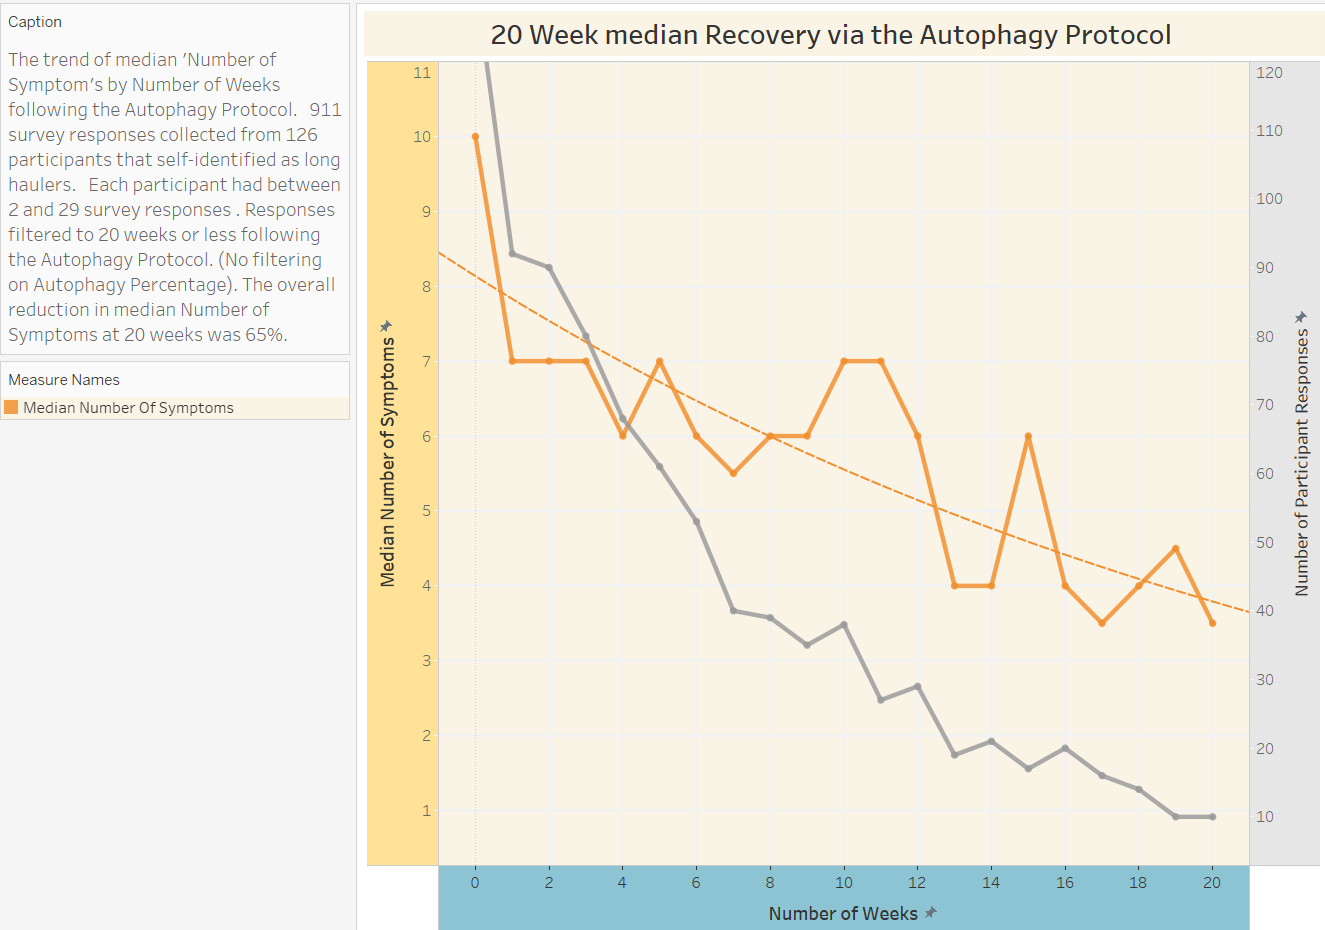 Caption
The trend of median 'Number of
Symptom's by Number of Weeks
following the Autophagy Protocol.   911
survey responses collected from 126
participants that self-identified as long
haulers.   Each participant had between
2 and 29 survey responses . Responses
filtered to 20 weeks or less following
the Autophagy Protocol. (No filtering
on Autophagy Percentage). The overall
reduction in median Number of
Symptoms at 20 weeks was 65%.
Measure Names
Median Number Of Symptoms
20 Week median Recovery via the Autophagy Protocol
Median Number of Symptoms
11
10
9
8
7
6
5
4
3
2
1
120
110
100
90
80
70
60
50
40
30
20
10
Number of Participant Responses
0 2 4 6 8 10 12 14 16 18 20
Number of Weeks